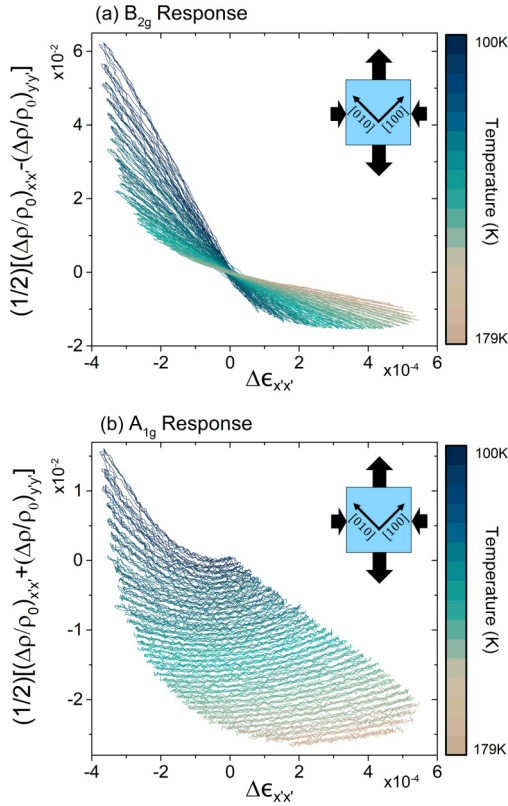 (a) B2g Response
x10⁻²
(1/2)[(Δρ/ρ0)x'x'-(Δρ/ρ0)yy']
6
4
2
0
-2
-4
-2
0
2
4
6
x10⁻⁴
Δϵx'x'
[010]
[100]
100K
Temperature (K)
179K
(b) A1g Response
x10⁻²
(1/2)[(Δρ/ρ0)x'x'+(Δρ/ρ0)yy']
1
0
-1
-2
-4
-2
0
2
4
6
x10⁻⁴
Δϵx'x'
[010]
[100]
100K
Temperature (K)
179K